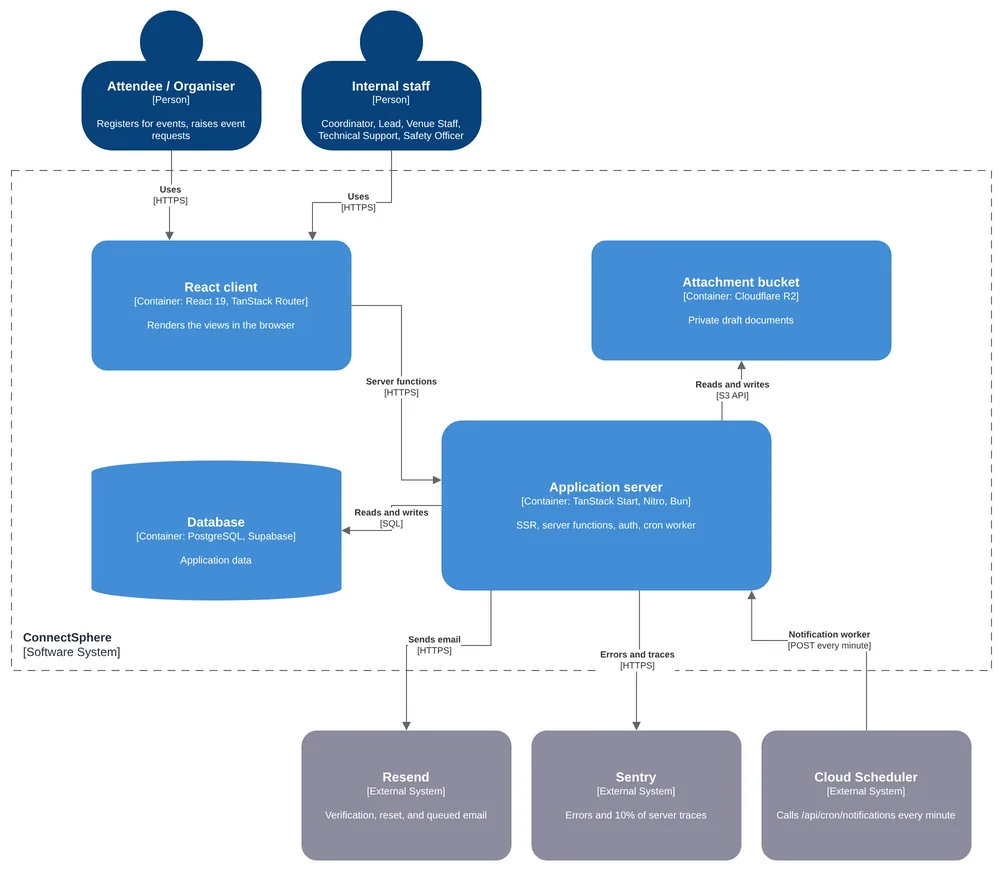 Attendee / Organiser
[Person]
Registers for events, raises event
requests
Internal staff
[Person]
Coordinator, Lead, Venue Staff,
Technical Support, Safety Officer
Uses
[HTTPS]
Uses
[HTTPS]
React client
[Container: React 19, TanStack Router]
Renders the views in the browser
Attachment bucket
[Container: Cloudflare R2]
Private draft documents
Server functions
[HTTPS]
Reads and writes
[S3 API]
Application server
[Container: TanStack Start, Nitro, Bun]
SSR, server functions, auth, cron worker
Reads and writes
[SQL]
Database
[Container: PostgreSQL, Supabase]
Application data
ConnectSphere
[Software System]
Sends email
[HTTPS]
Errors and traces
[HTTPS]
Notification worker
[POST every minute]
Resend
[External System]
Verification, reset, and queued email
Sentry
[External System]
Errors and 10% of server traces
Cloud Scheduler
[External System]
Calls /api/cron/notifications every minute